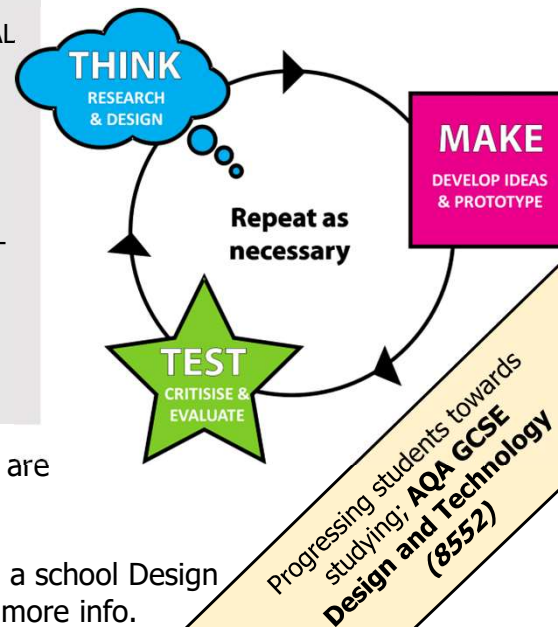 AL
THINK
RESEARCH
& DESIGN
MAKE
DEVELOP IDEAS
& PROTOTYPE
Repeat as
necessary
TEST
CRITISISE &
EVALUATE
are
a school Design
more info.
Progressing students towards
studying; AQA GCSE
Design and Technology
(8552)